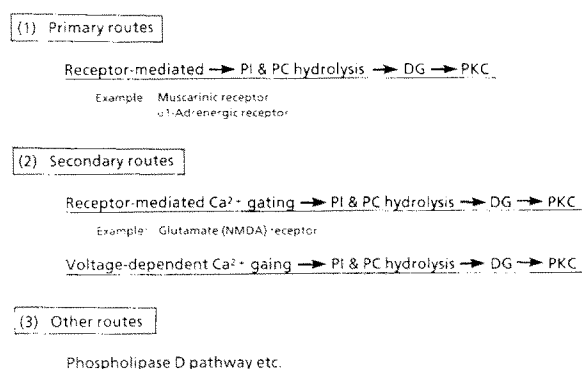 (1) Primary routes
Receptor-mediated → PI & PC hydrolysis → DG → PKC
Example Muscarinic receptor
α1-Adrenergic receptor
(2) Secondary routes
Receptor-mediated Ca²⁺ gating → PI & PC hydrolysis → DG → PKC
Example: Glutamate (NMDA) receptor
Voltage-dependent Ca²⁺ gaing → PI & PC hydrolysis → DG → PKC
(3) Other routes
Phospholipase D pathway etc.